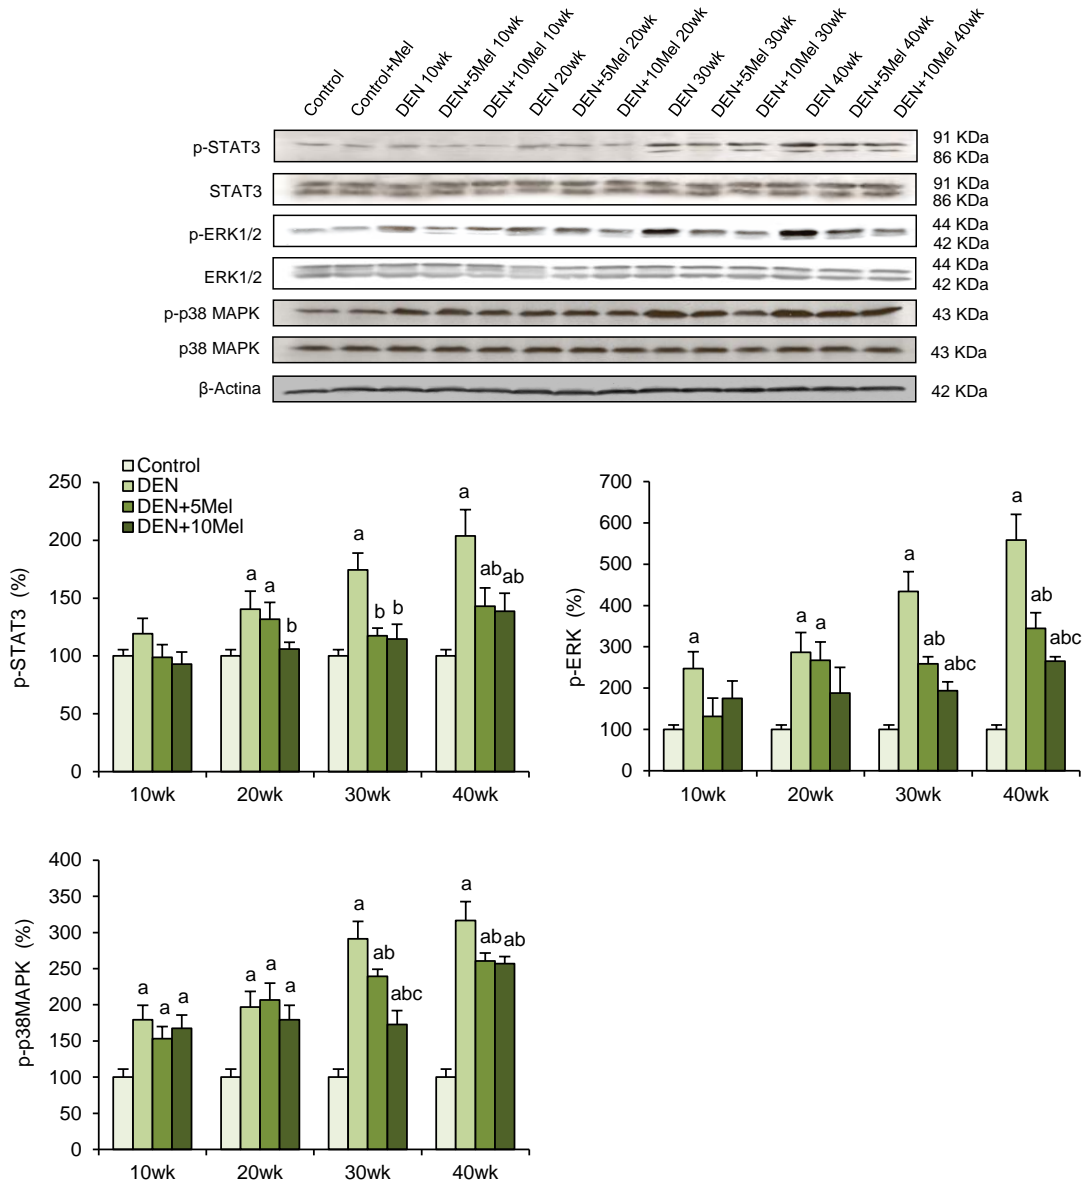 Control
Control+Mel
DEN 10wk
DEN+5Mel 10wk
DEN+10Mel 10wk
DEN 20wk
DEN+5Mel 20wk
DEN+10Mel 20wk
DEN 30wk
DEN+5Mel 30wk
DEN+10Mel 30wk
DEN 40wk
DEN+5Mel 40wk
DEN+10Mel 40wk
p-STAT3
91 KDa
86 KDa
STAT3
91 KDa
86 KDa
p-ERK1/2
44 KDa
42 KDa
ERK1/2
44 KDa
42 KDa
p-p38 MAPK
43 KDa
p38 MAPK
43 KDa
β-Actina
42 KDa
Control
DEN
DEN+5Mel
DEN+10Mel
p-STAT3 (%)
250
200
150
100
50
0
a
a
b
a
b
b
a
ab
ab
10wk
20wk
30wk
40wk
p-ERK (%)
700
600
500
400
300
200
100
0
a
a
a
a
ab
abc
a
ab
abc
10wk
20wk
30wk
40wk
p-p38MAPK (%)
400
350
300
250
200
150
100
50
0
a
a
a
a
a
a
a
ab
abc
a
ab
ab
10wk
20wk
30wk
40wk